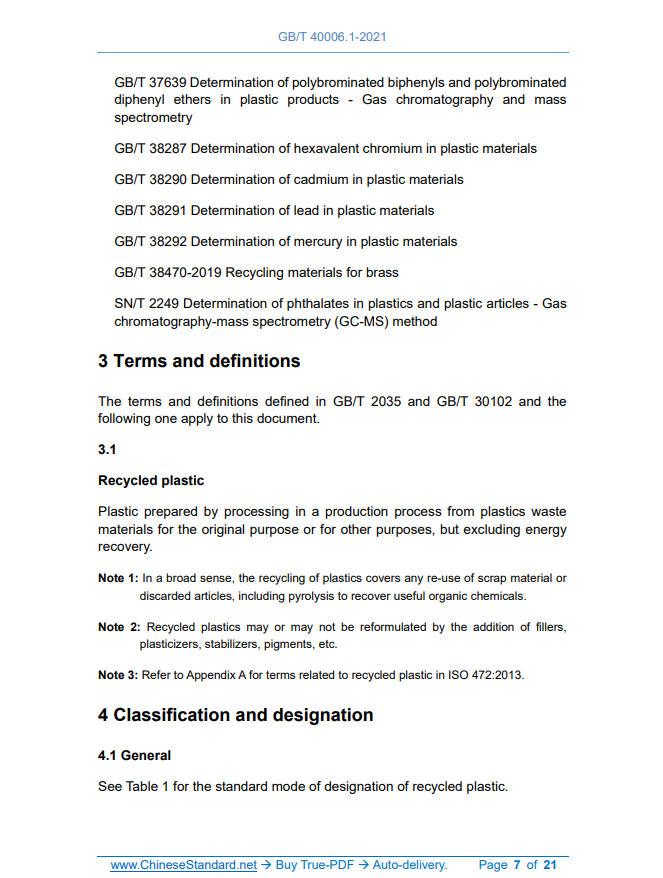 GB/T 40006.1-2021
GB/T 37639 Determination of polybrominated biphenyls and polybrominated
diphenyl ethers in plastic products - Gas chromatography and mass
spectrometry
GB/T 38287 Determination of hexavalent chromium in plastic materials
GB/T 38290 Determination of cadmium in plastic materials
GB/T 38291 Determination of lead in plastic materials
GB/T 38292 Determination of mercury in plastic materials
GB/T 38470-2019 Recycling materials for brass
SN/T 2249 Determination of phthalates in plastics and plastic articles - Gas
chromatography-mass spectrometry (GC-MS) method
3 Terms and definitions
The terms and definitions defined in GB/T 2035 and GB/T 30102 and the
following one apply to this document.
3.1
Recycled plastic
Plastic prepared by processing in a production process from plastics waste
materials for the original purpose or for other purposes, but excluding energy
recovery.
Note 1: In a broad sense, the recycling of plastics covers any re-use of scrap material or
discarded articles, including pyrolysis to recover useful organic chemicals.
Note 2: Recycled plastics may or may not be reformulated by the addition of fillers,
plasticizers, stabilizers, pigments, etc.
Note 3: Refer to Appendix A for terms related to recycled plastic in ISO 472:2013.
4 Classification and designation
4.1 General
See Table 1 for the standard mode of designation of recycled plastic.
www.ChineseStandard.net → Buy True-PDF → Auto-delivery. Page 7 of 21